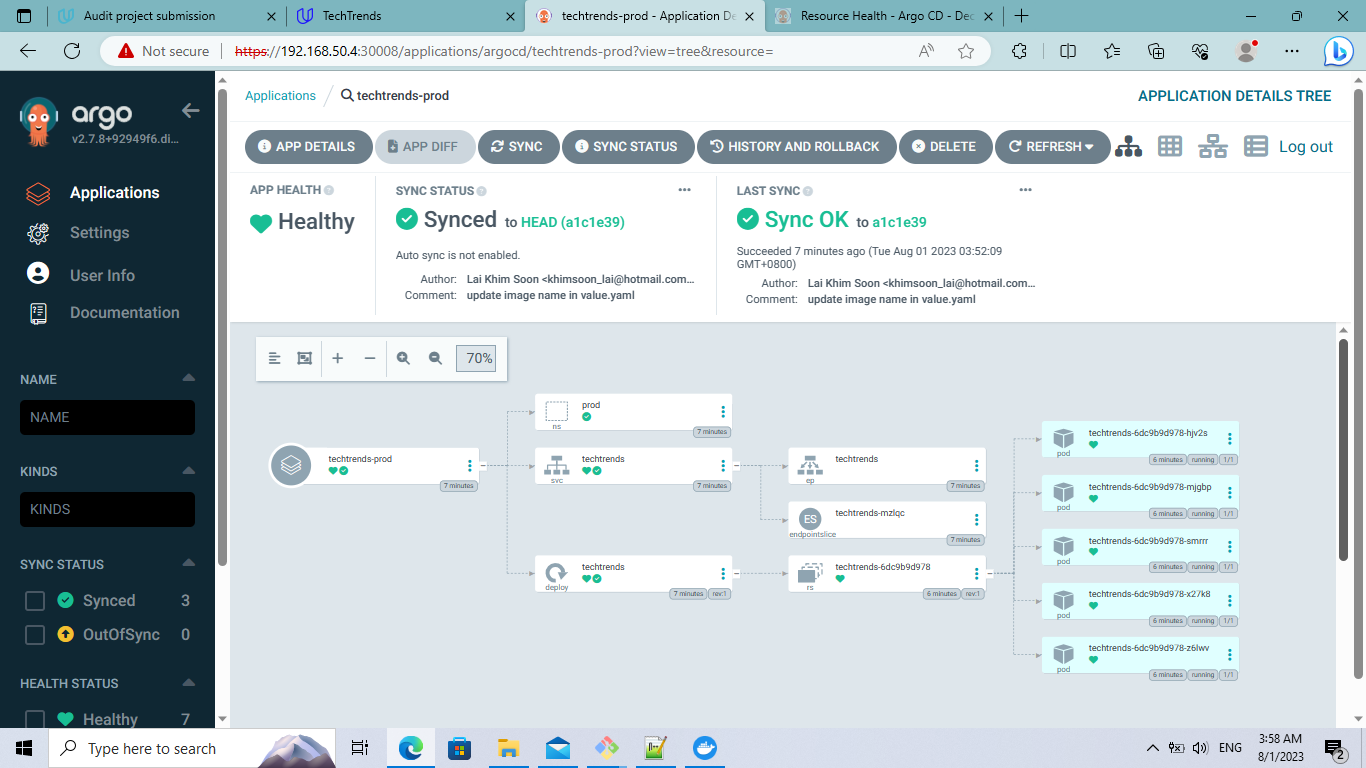 Audit project submission
TechTrends
techtrends-prod - Application De
Resource Health - Argo CD - Dec
Not secure
https://192.168.50.4:30008/applications/argocd/techtrends-prod?view=tree&resource=
argo
v2.7.8+92949f6.di...
Applications
Settings
User Info
Documentation
NAME
NAME
KINDS
KINDS
SYNC STATUS
Synced 3
OutOfSync 0
HEALTH STATUS
Healthy 7
Applications / techtrends-prod
APPLICATION DETAILS TREE
APP DETAILS
APP DIFF
SYNC
SYNC STATUS
HISTORY AND ROLLBACK
DELETE
REFRESH
Log out
APP HEALTH
Healthy
SYNC STATUS
Synced to HEAD (a1c1e39)
Auto sync is not enabled.
Author: Lai Khim Soon <khimsoon_lai@hotmail.com...
Comment: update image name in value.yaml
LAST SYNC
Sync OK to a1c1e39
Succeeded 7 minutes ago (Tue Aug 01 2023 03:52:09
GMT+0800)
Author: Lai Khim Soon <khimsoon_lai@hotmail.com...
Comment: update image name in value.yaml
70%
techtrends-prod
7 minutes
prod
ns
7 minutes
techtrends
svc
7 minutes
techtrends
deploy
7 minutes rev:1
techtrends
ep
7 minutes
ES
techtrends-mzlqc
endpointslice
7 minutes
techtrends-6dc9b9d978
rs
6 minutes rev:1
techtrends-6dc9b9d978-hjv2s
pod
6 minutes running 1/1
techtrends-6dc9b9d978-mjgbp
pod
6 minutes running 1/1
techtrends-6dc9b9d978-smrrr
pod
6 minutes running 1/1
techtrends-6dc9b9d978-x27k8
pod
6 minutes running 1/1
techtrends-6dc9b9d978-z6lwv
pod
6 minutes running 1/1
Type here to search
ENG
3:58 AM
8/1/2023
2